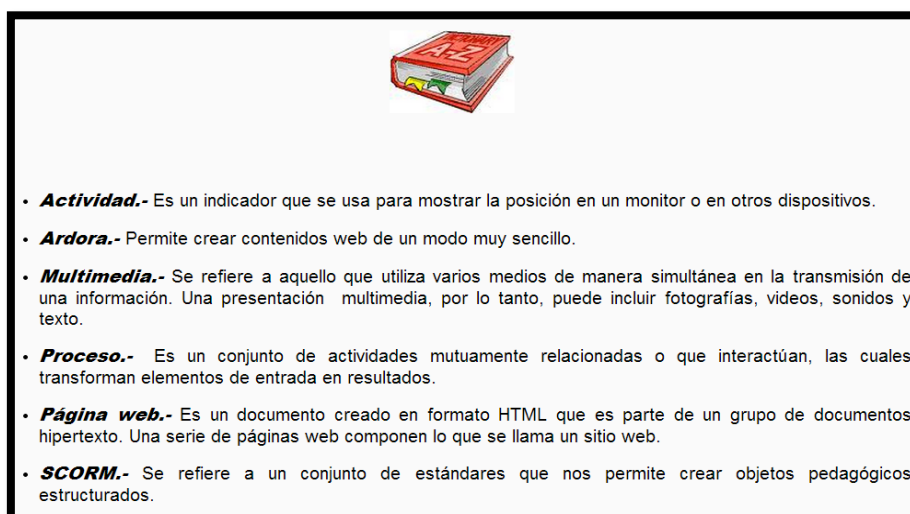 DICTIONARY
A-Z
• Actividad.- Es un indicador que se usa para mostrar la posición en un monitor o en otros dispositivos.
• Ardora.- Permite crear contenidos web de un modo muy sencillo.
• Multimedia.- Se refiere a aquello que utiliza varios medios de manera simultánea en la transmisión de
una información. Una presentación multimedia, por lo tanto, puede incluir fotografías, videos, sonidos y
texto.
• Proceso.- Es un conjunto de actividades mutuamente relacionadas o que interactúan, las cuales
transforman elementos de entrada en resultados.
• Página web.- Es un documento creado en formato HTML que es parte de un grupo de documentos
hipertexto. Una serie de páginas web componen lo que se llama un sitio web.
• SCORM.- Se refiere a un conjunto de estándares que nos permite crear objetos pedagógicos
estructurados.